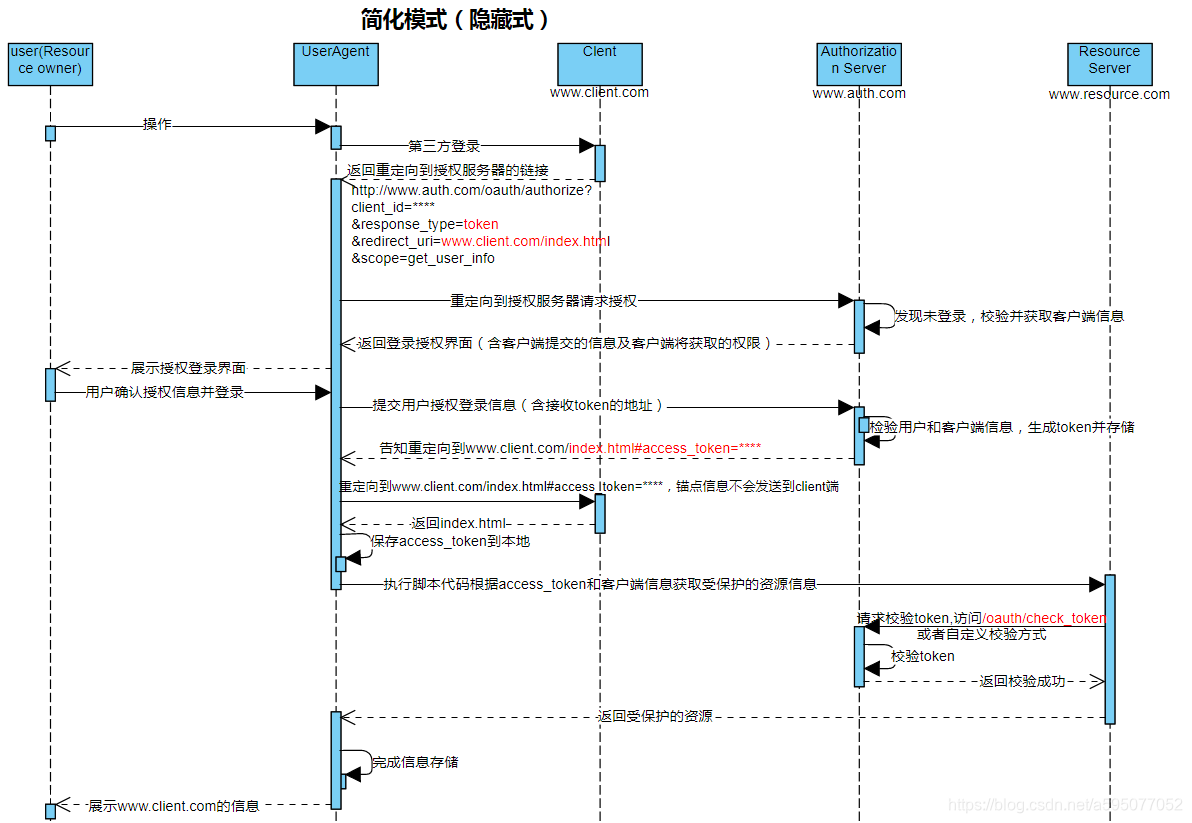 简化模式（隐藏式）
user(Resour
ce owner)
UserAgent
Clent
www.client.com
Authorizatio
n Server
www.auth.com
Resource
Server
www.resource.com
操作
第三方登录
返回重定向到授权服务器的链接
http://www.auth.com/oauth/authorize?
client_id=****
&response_type=token
&redirect_uri=www.client.com/index.html
&scope=get_user_info
重定向到授权服务器请求授权
发现未登录，校验并获取客户端信息
返回登录授权界面（含客户端提交的信息及客户端将获取的权限）
展示授权登录界面
用户确认授权信息并登录
提交用户授权登录信息（含接收token的地址）
检验用户和客户端信息，生成token并存储
告知重定向到www.client.com/index.html#access_token=****
重定向到www.client.com/index.html#access_token=****，锚点信息不会发送到client端
返回index.html
保存access_token到本地
执行脚本代码根据access_token和客户端信息获取受保护的资源信息
请求校验token,访问/oauth/check_token
或者自定义校验方式
校验token
返回校验成功
返回受保护的资源
完成信息存储
展示www.client.com的信息
https://blog.csdn.net/a595077052